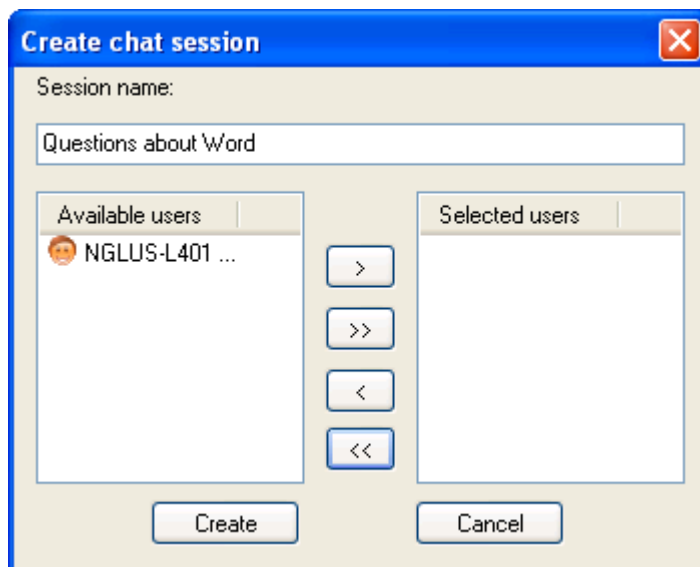 Create chat session
Session name:
Questions about Word
Available users
Selected users
NGLUS-L401 ...
>
>>
<
<<
Create
Cancel